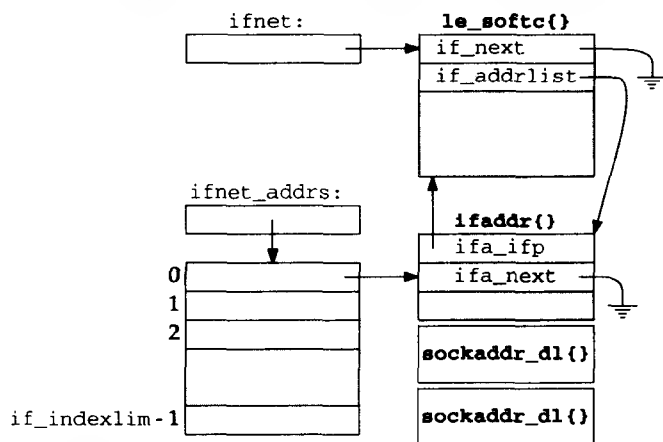 ifnet:
le_softc{}
if_next
if_addrlist
ifnet_addrs:
ifaddr{}
ifa_ifp
0
ifa_next
1
2
sockaddr_dl{}
if_indexlim-1
sockaddr_dl{}